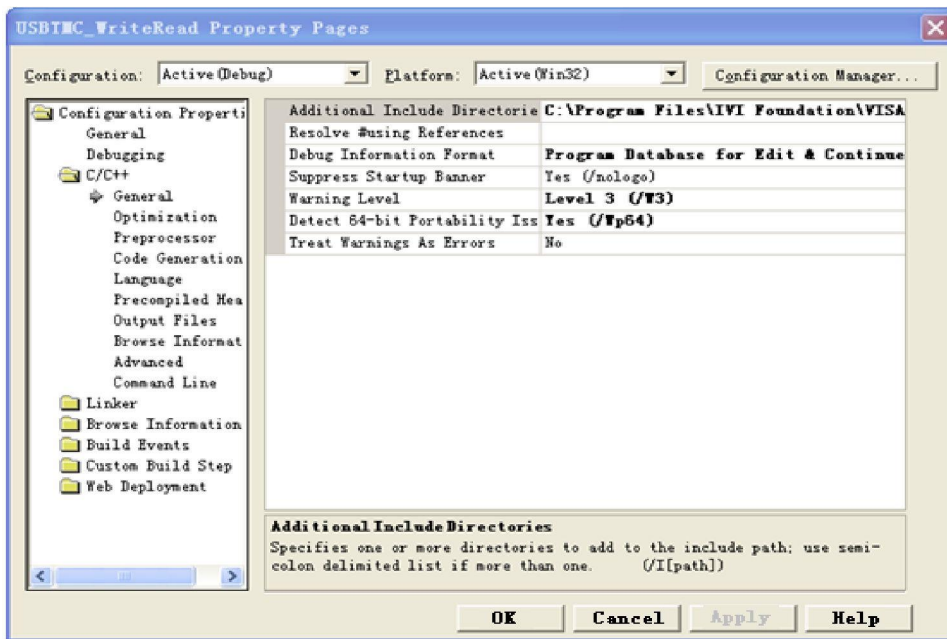 USBTMC_WriteRead Property Pages
Configuration: Active(Debug) Platform: Active(Win32) Configuration Manager...
Configuration Properti
General
Debugging
C/C++
General
Optimization
Preprocessor
Code Generation
Language
Precompiled Hea
Output Files
Browse Informat
Advanced
Command Line
Linker
Browse Information
Build Events
Custom Build Step
Web Deployment
Additional Include Directorie C:\Program Files\IVI Foundation\VISA
Resolve #using References
Debug Information Format Program Database for Edit & Continue
Suppress Startup Banner Yes (/nologo)
Warning Level Level 3 (/W3)
Detect 64-bit Portability Iss Yes (/Wp64)
Treat Warnings As Errors No
Additional Include Directories
Specifies one or more directories to add to the include path; use semi-
colon delimited list if more than one. (/I[path])
OK Cancel Apply Help